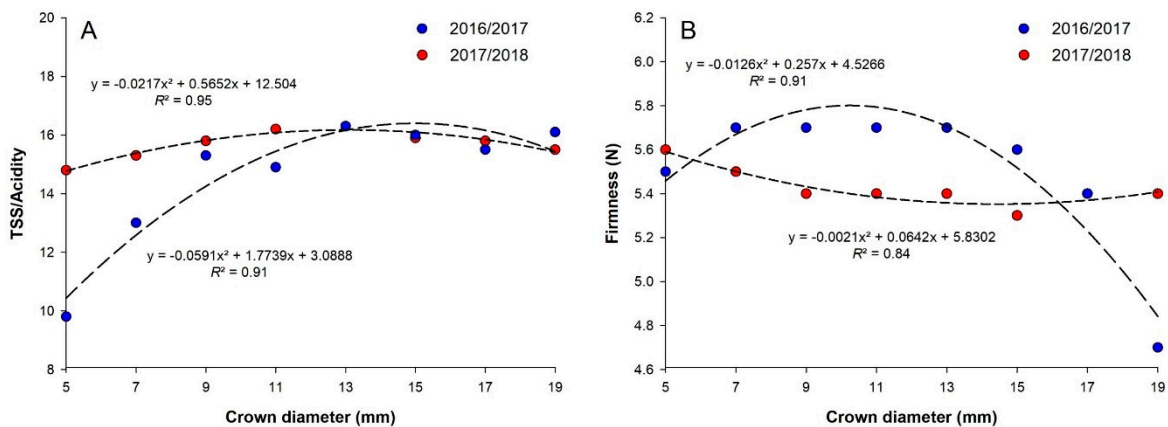 A
2016/2017
2017/2018
y = -0.0217x² + 0.5652x + 12.504
R² = 0.95
y = -0.0591x² + 1.7739x + 3.0888
R² = 0.91
TSS/Acidity
20
18
16
14
12
10
8
5 7 9 11 13 15 17 19
Crown diameter (mm)
B
2016/2017
2017/2018
y = -0.0126x² + 0.257x + 4.5266
R² = 0.91
y = -0.0021x² + 0.0642x + 5.8302
R² = 0.84
Firmness (N)
6.2
6.0
5.8
5.6
5.4
5.2
5.0
4.8
4.6
5 7 9 11 13 15 17 19
Crown diameter (mm)